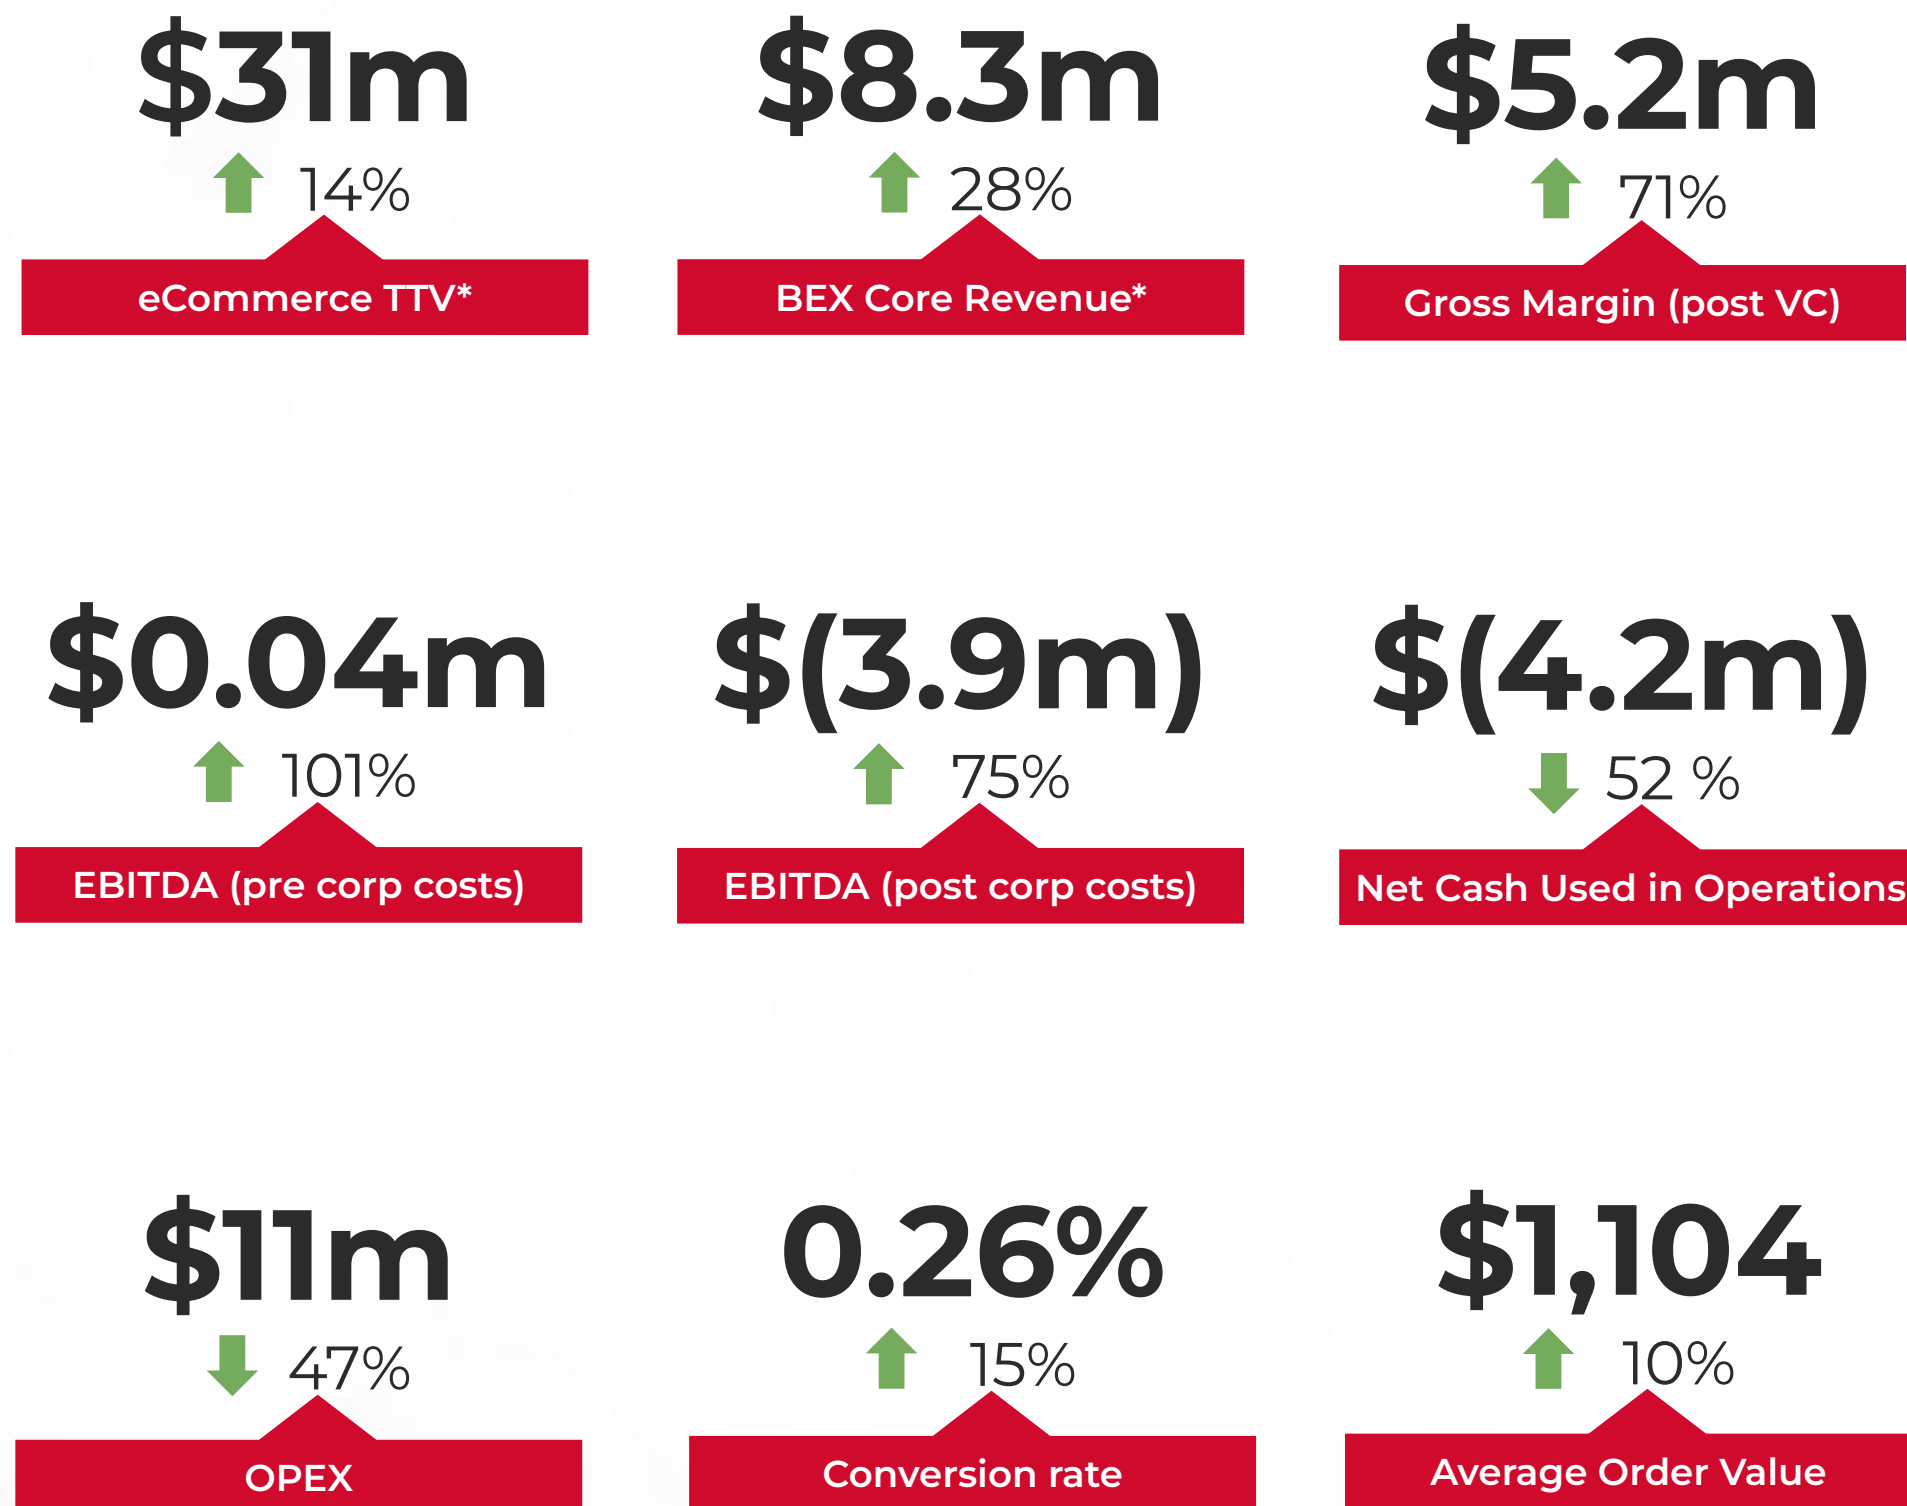 $31m
14%
eCommerce TTV*
$8.3m
28%
BEX Core Revenue*
$5.2m
71%
Gross Margin (post VC)
$0.04m
101%
EBITDA (pre corp costs)
$(3.9m)
75%
EBITDA (post corp costs)
$(4.2m)
52 %
Net Cash Used in Operations
$11m
47%
OPEX
0.26%
15%
Conversion rate
$1,104
10%
Average Order Value